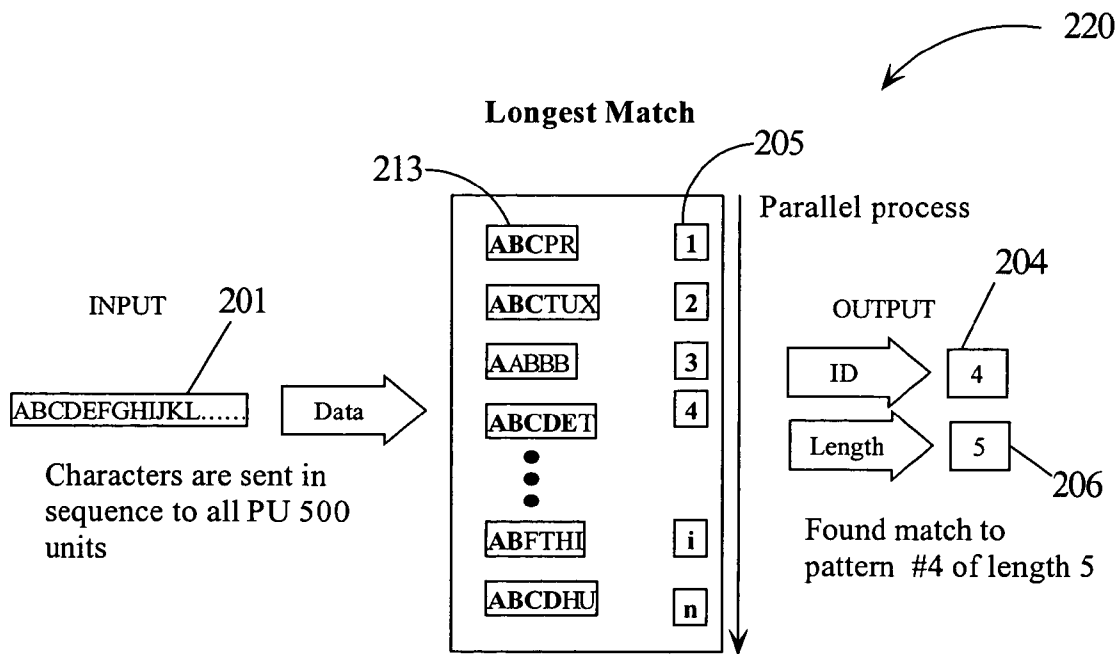 220
Longest Match
205
213
Parallel process
ABCPR
1
204
INPUT
201
ABCTUX
2
OUTPUT
AABBB
3
ID
4
ABCDEFGHIJKL......
Data
ABCDET
4
Length
5
206
Characters are sent in
sequence to all PU 500
units
ABFTHI
i
Found match to
pattern #4 of length 5
ABCDHU
n